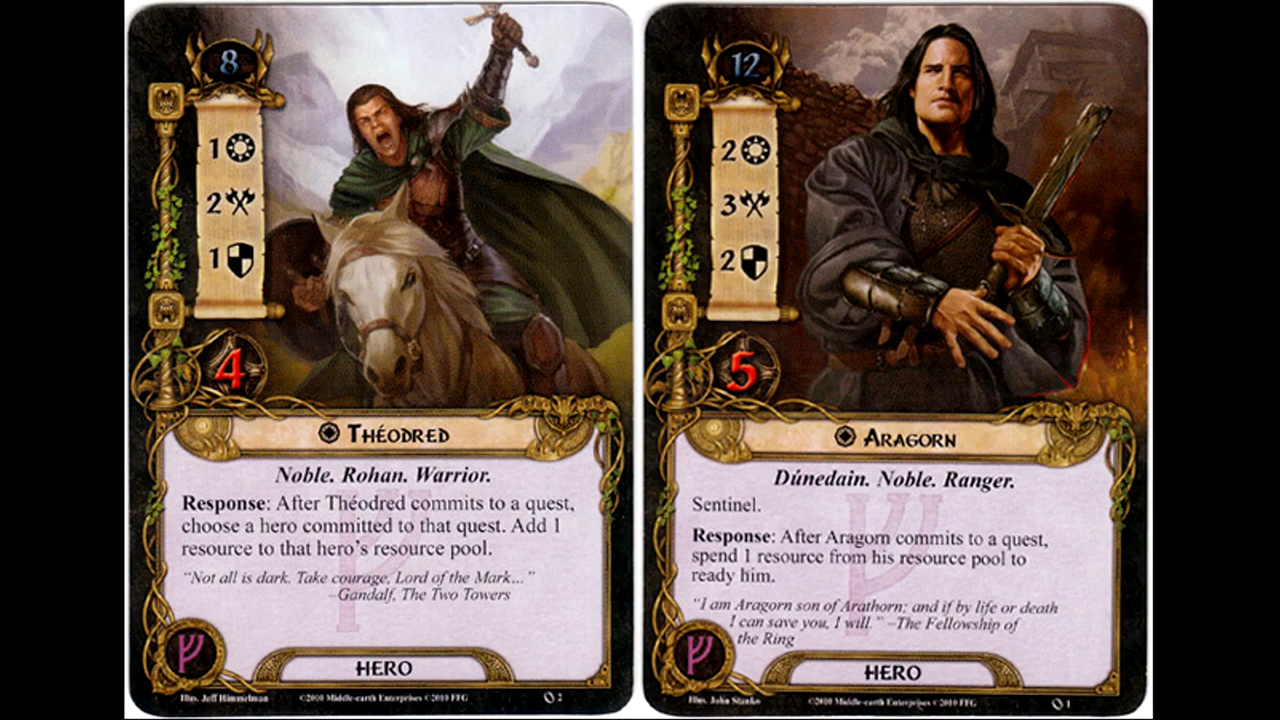 8
1
2
1
4
THÉODRED
Noble. Rohan. Warrior.
Response: After Théodred commits to a quest,
choose a hero committed to that quest. Add 1
resource to that hero's resource pool.
"Not all is dark. Take courage, Lord of the Mark..."
–Gandalf, The Two Towers
HERO
Illus. Jeff Himmelman
©2010 Middle-earth Enterprises ©2010 FFG
2
12
2
3
2
5
ARAGORN
Dúnedain. Noble. Ranger.
Sentinel.
Response: After Aragorn commits to a quest,
spend 1 resource from his resource pool to
ready him.
"I am Aragorn son of Arathorn; and if by life or death
I can save you, I will." –The Fellowship of
the Ring
HERO
Illus. John Stanko
©2010 Middle-earth Enterprises ©2010 FFG
1